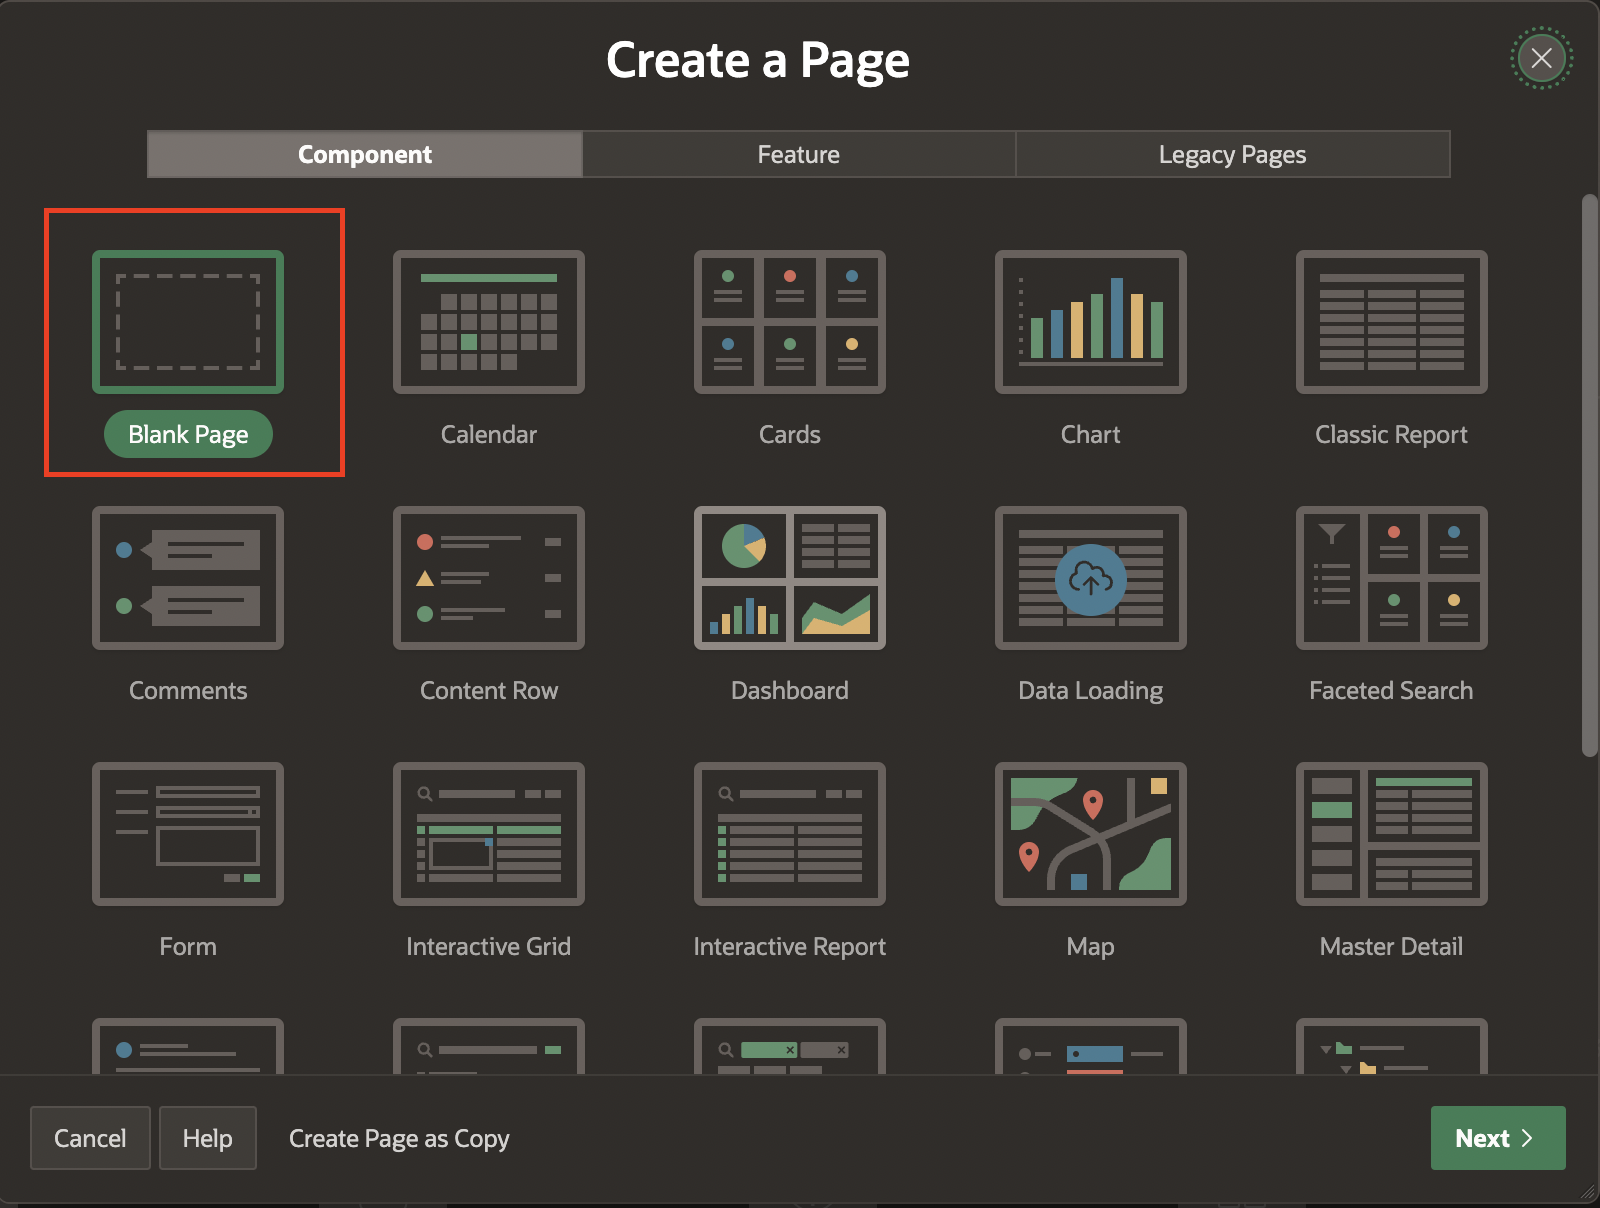 Create a Page
Component
Feature
Legacy Pages
Blank Page
Calendar
Cards
Chart
Classic Report
Comments
Content Row
Dashboard
Data Loading
Faceted Search
Form
Interactive Grid
Interactive Report
Map
Master Detail
Cancel
Help
Create Page as Copy
Next